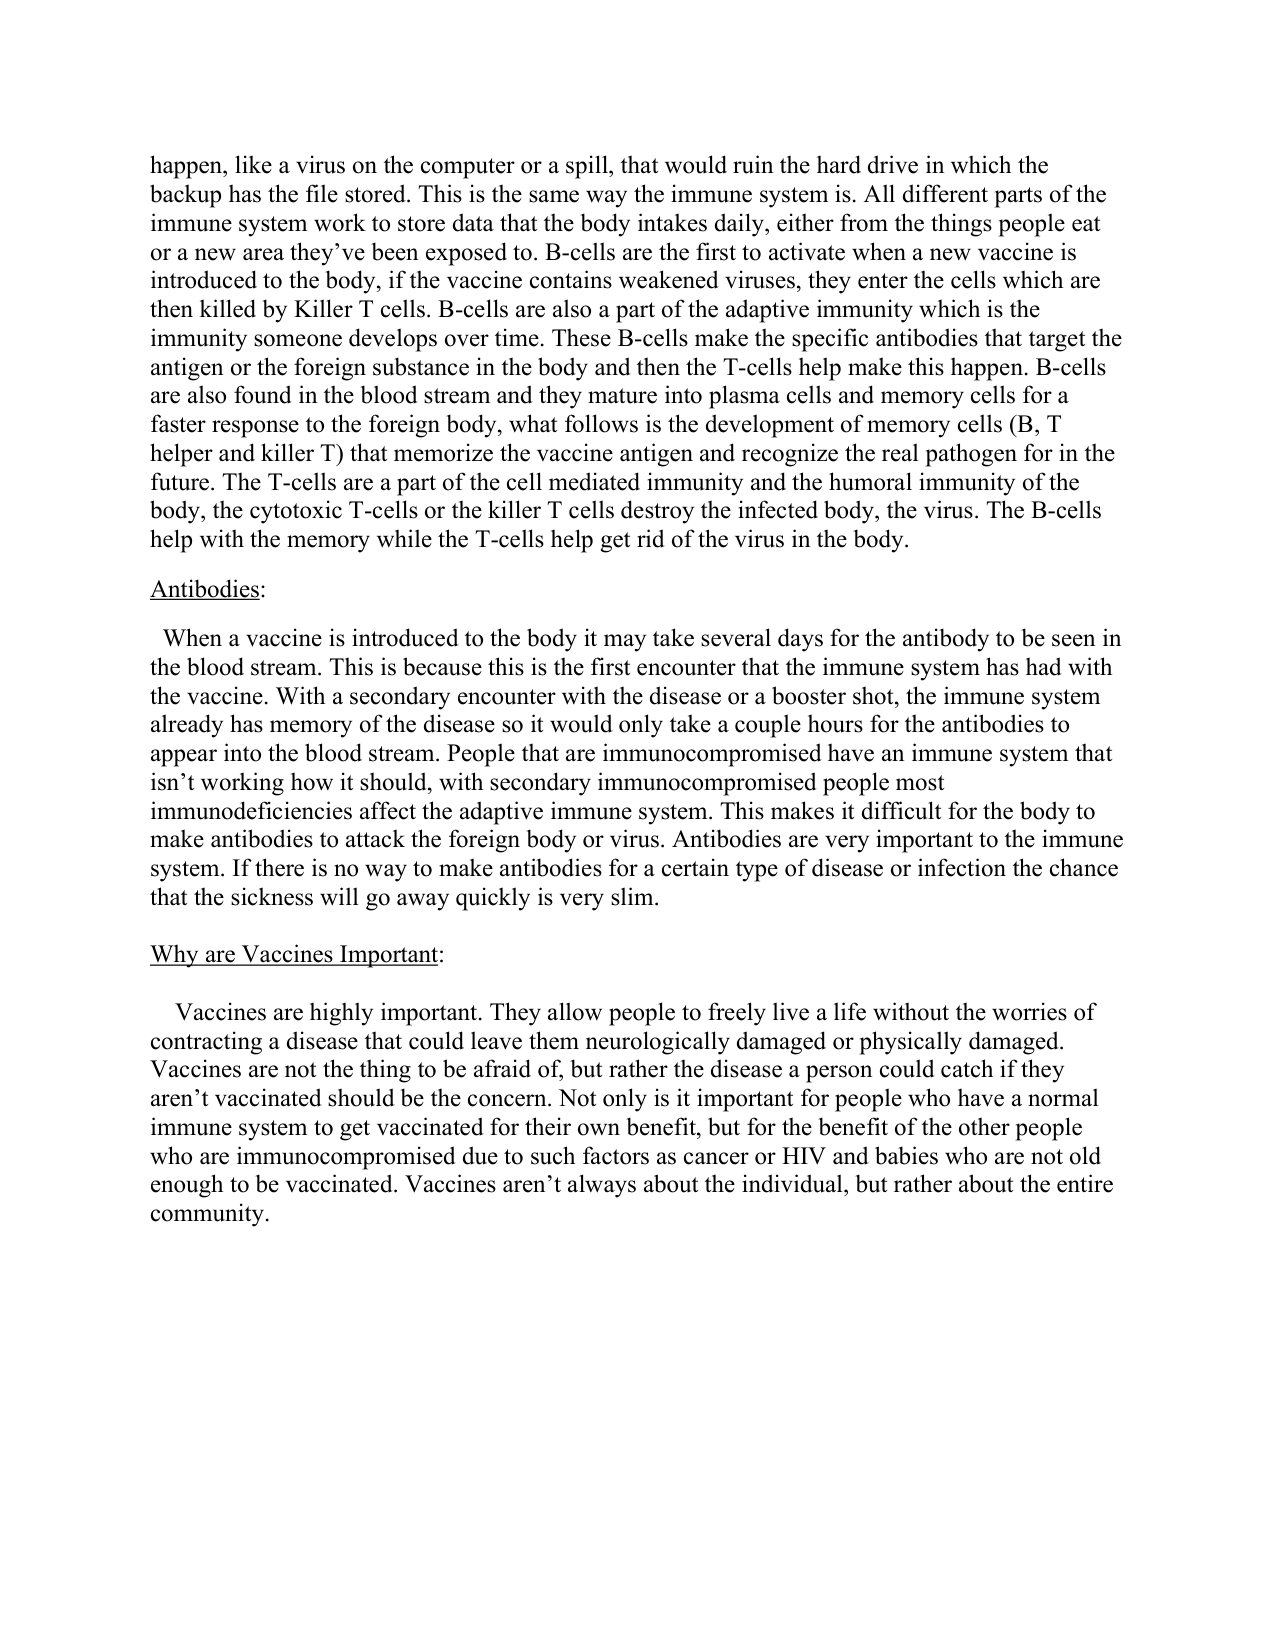 happen, like a virus on the computer or a spill, that would ruin the hard drive in which the
backup has the file stored. This is the same way the immune system is. All different parts of the
immune system work to store data that the body intakes daily, either from the things people eat
or a new area they’ve been exposed to. B-cells are the first to activate when a new vaccine is
introduced to the body, if the vaccine contains weakened viruses, they enter the cells which are
then killed by Killer T cells. B-cells are also a part of the adaptive immunity which is the
immunity someone develops over time. These B-cells make the specific antibodies that target the
antigen or the foreign substance in the body and then the T-cells help make this happen. B-cells
are also found in the blood stream and they mature into plasma cells and memory cells for a
faster response to the foreign body, what follows is the development of memory cells (B, T
helper and killer T) that memorize the vaccine antigen and recognize the real pathogen for in the
future. The T-cells are a part of the cell mediated immunity and the humoral immunity of the
body, the cytotoxic T-cells or the killer T cells destroy the infected body, the virus. The B-cells
help with the memory while the T-cells help get rid of the virus in the body.
Antibodies:
When a vaccine is introduced to the body it may take several days for the antibody to be seen in
the blood stream. This is because this is the first encounter that the immune system has had with
the vaccine. With a secondary encounter with the disease or a booster shot, the immune system
already has memory of the disease so it would only take a couple hours for the antibodies to
appear into the blood stream. People that are immunocompromised have an immune system that
isn’t working how it should, with secondary immunocompromised people most
immunodeficiencies affect the adaptive immune system. This makes it difficult for the body to
make antibodies to attack the foreign body or virus. Antibodies are very important to the immune
system. If there is no way to make antibodies for a certain type of disease or infection the chance
that the sickness will go away quickly is very slim.
Why are Vaccines Important:
Vaccines are highly important. They allow people to freely live a life without the worries of
contracting a disease that could leave them neurologically damaged or physically damaged.
Vaccines are not the thing to be afraid of, but rather the disease a person could catch if they
aren’t vaccinated should be the concern. Not only is it important for people who have a normal
immune system to get vaccinated for their own benefit, but for the benefit of the other people
who are immunocompromised due to such factors as cancer or HIV and babies who are not old
enough to be vaccinated. Vaccines aren’t always about the individual, but rather about the entire
community.